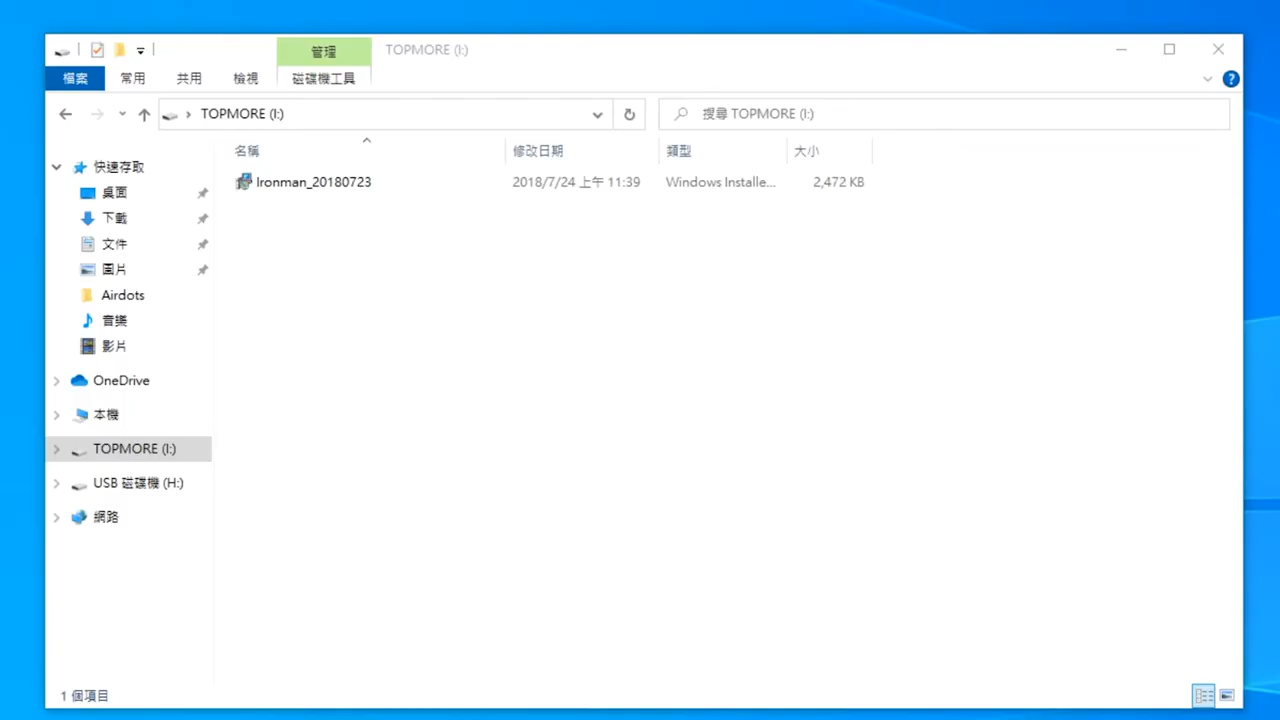 管理
TOPMORE (I:)
檔案
常用
共用
檢視
磁碟機工具
TOPMORE (I:)
搜尋 TOPMORE (I:)
名稱
修改日期
類型
大小
Ironman_20180723
2018/7/24 上午 11:39
Windows Installe...
2,472 KB
快速存取
桌面
下載
文件
圖片
Airdots
音樂
影片
OneDrive
本機
TOPMORE (I:)
USB 磁碟機 (H:)
網路
1 個項目